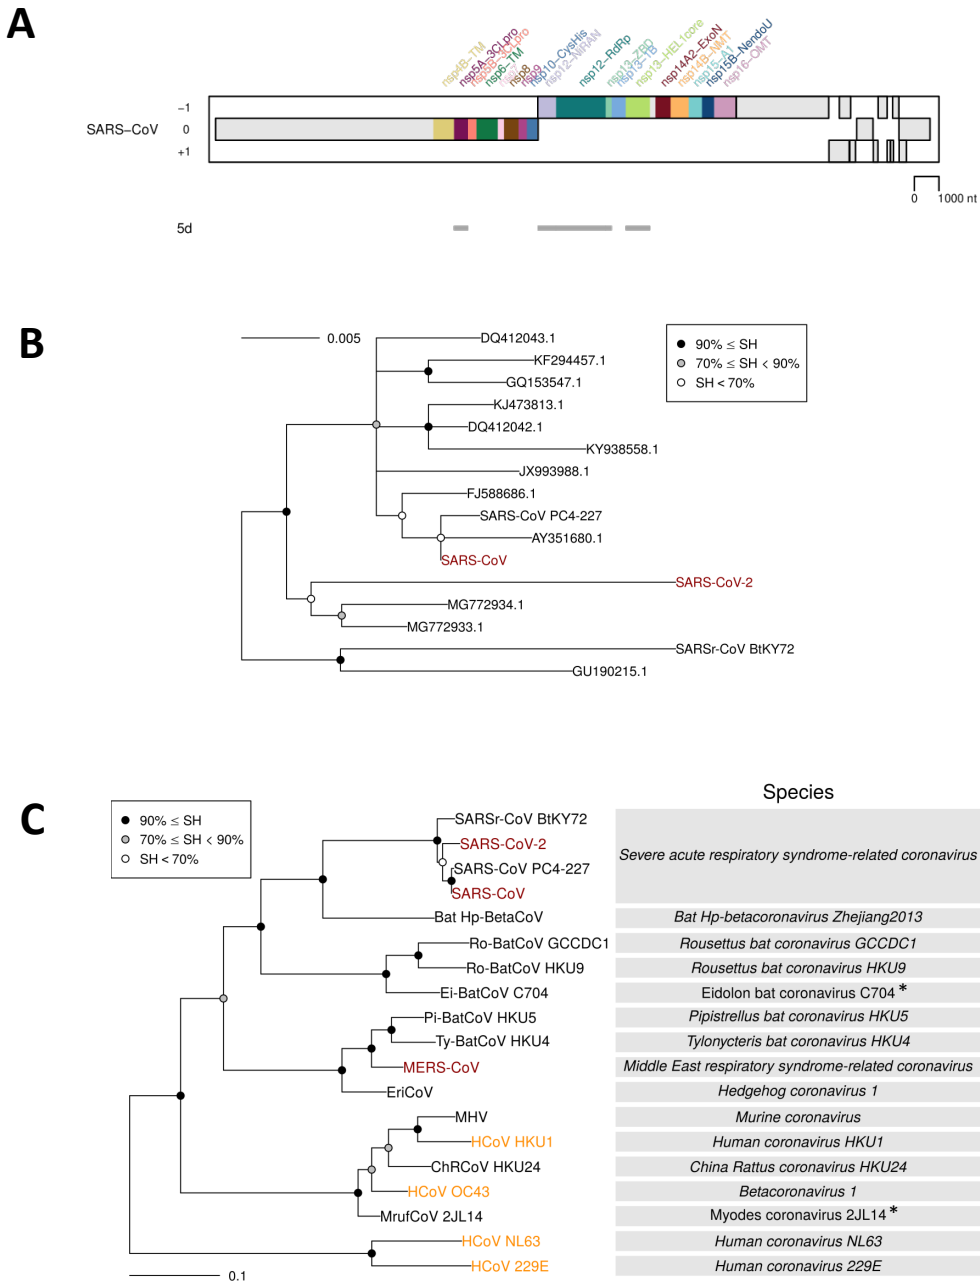 A
nsp4B−TM
nsp5A−3CLpro
nsp5B−3CLpro
nsp6−TM
nsp7
nsp8
nsp9
nsp10−CysHis
nsp12−NiRAN
nsp12−RdRp
nsp13−ZBD
nsp13−1B
nsp13−HEL1core
nsp14A2−ExoN
nsp14B−NMT
nsp15−A1
nsp15B−NendoU
nsp16−OMT
−1
SARS−CoV 0
+1
0 1000 nt
5d
B
0.005
90% ≤ SH
70% ≤ SH < 90%
SH < 70%
DQ412043.1
KF294457.1
GQ153547.1
KJ473813.1
DQ412042.1
KY938558.1
JX993988.1
FJ588686.1
SARS-CoV PC4-227
AY351680.1
SARS-CoV
SARS-CoV-2
MG772934.1
MG772933.1
SARSr-CoV BtKY72
GU190215.1
C
Species
90% ≤ SH
70% ≤ SH < 90%
SH < 70%
SARSr-CoV BtKY72
SARS-CoV-2
SARS-CoV PC4-227
SARS-CoV
Severe acute respiratory syndrome-related coronavirus
Bat Hp-BetaCoV Bat Hp-betacoronavirus Zhejiang2013
Ro-BatCoV GCCDC1 Rousettus bat coronavirus GCCDC1
Ro-BatCoV HKU9 Rousettus bat coronavirus HKU9
Ei-BatCoV C704 Eidolon bat coronavirus C704 *
Pi-BatCoV HKU5 Pipistrellus bat coronavirus HKU5
Ty-BatCoV HKU4 Tylonycteris bat coronavirus HKU4
MERS-CoV Middle East respiratory syndrome-related coronavirus
EriCoV Hedgehog coronavirus 1
MHV Murine coronavirus
HCoV HKU1 Human coronavirus HKU1
ChRCoV HKU24 China Rattus coronavirus HKU24
HCoV OC43 Betacoronavirus 1
MrufCoV 2JL14 Myodes coronavirus 2JL14 *
HCoV NL63 Human coronavirus NL63
HCoV 229E Human coronavirus 229E
0.1